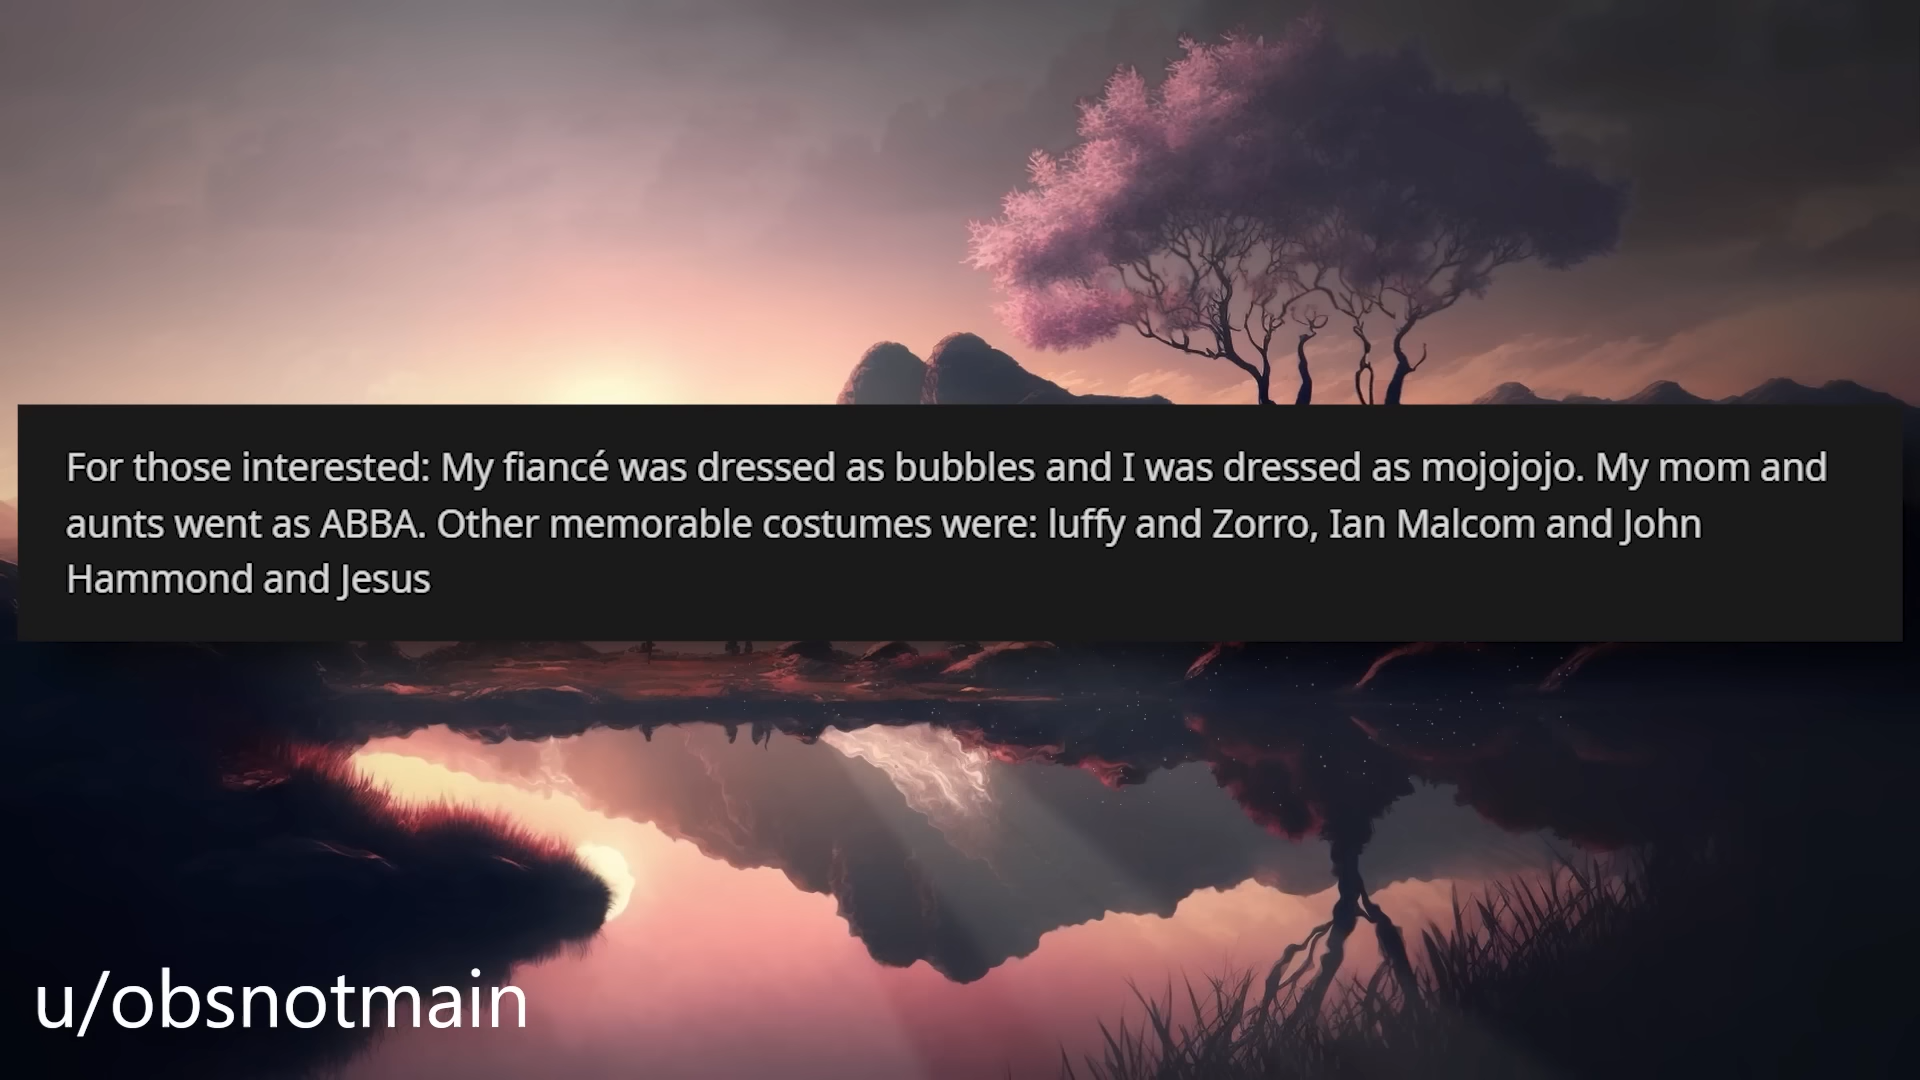 For those interested: My fiancé was dressed as bubbles and I was dressed as mojojojo. My mom and
aunts went as ABBA. Other memorable costumes were: luffy and Zorro, Ian Malcom and John
Hammond and Jesus
u/obsnotmain